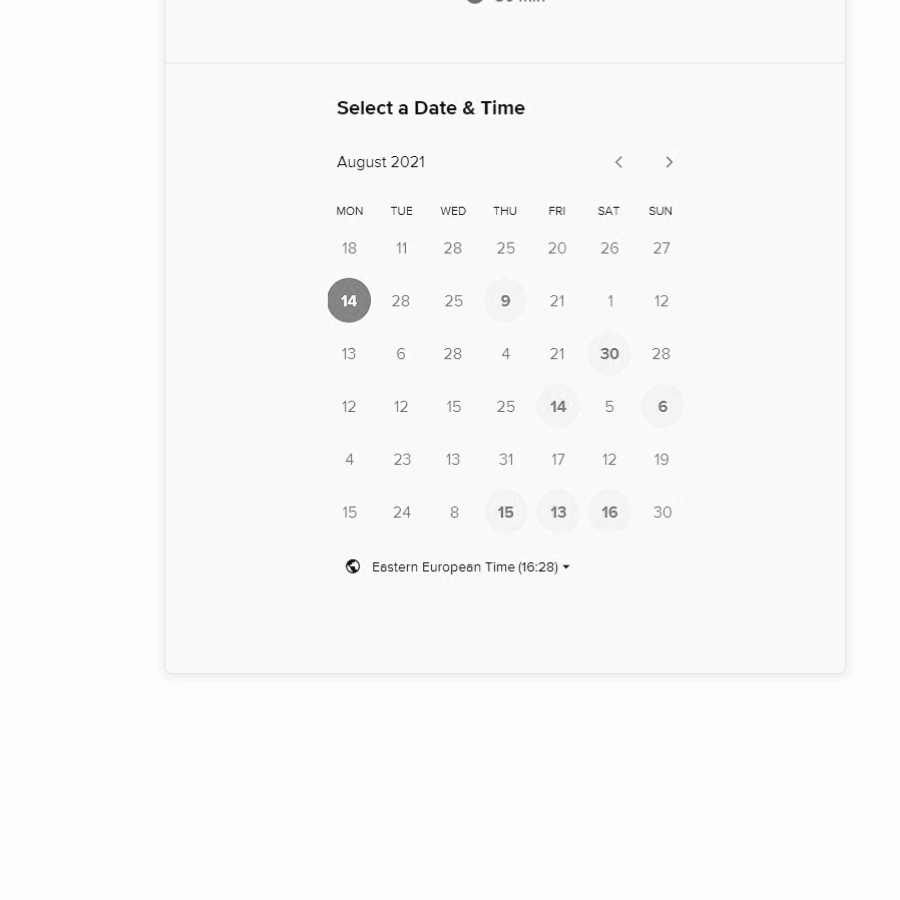 Select a Date & Time
August 2021
MON TUE WED THU FRI SAT SUN
18 11 28 25 20 26 27
14 28 25 9 21 1 12
13 6 28 4 21 30 28
12 12 15 25 14 5 6
4 23 13 31 17 12 19
15 24 8 15 13 16 30
Eastern European Time (16:28)